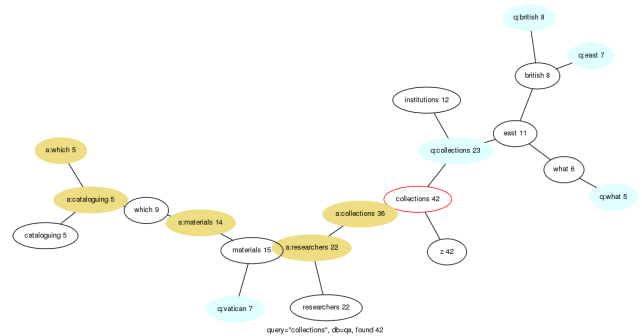 q:british 8
q:east 7
british 8
institutions 12
east 11
a:which 5
q:collections 23
what 6
a:cataloguing 5
q:what 5
collections 42
which 9
a:collections 36
a:materials 14
cataloguing 5
materials 15
a:researchers 22
z 42
q:vatican 7
researchers 22
query="collections", db=qa, found 42